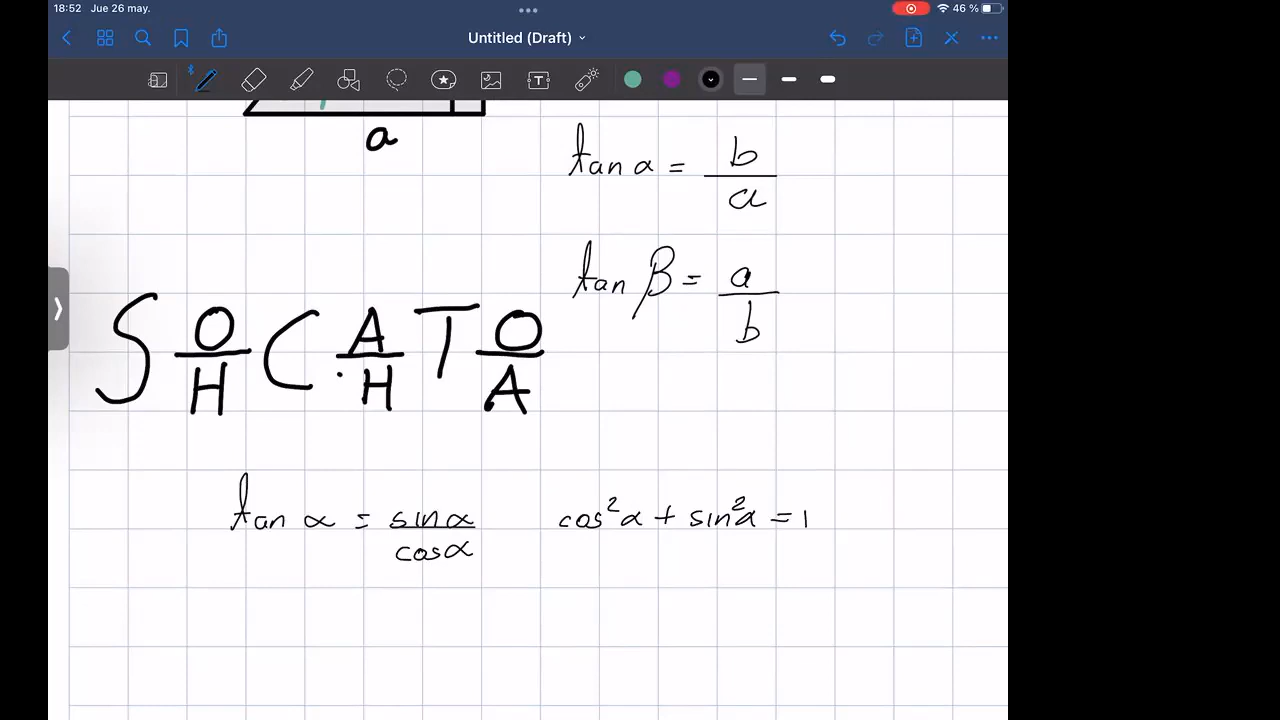 18:52 Jue 26 may.
46 %
Untitled (Draft)
T
a
tan α = b/a
tan β = a/b
S O/H C A/H T O/A
tan α = sin α/cos α
cos²α + sin²α = 1